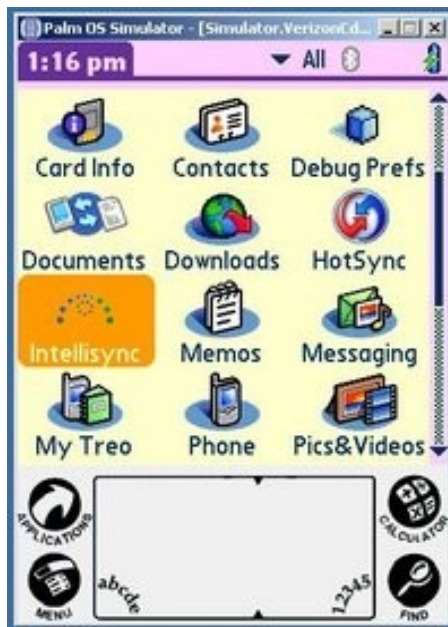 Palm OS Simulator - [Simulator.VerizonCd...
1:16 pm
All
Card Info
Contacts
Debug Prefs
Documents
Downloads
HotSync
Intellisync
Memos
Messaging
My Treo
Phone
Pics&Videos
APPLICATIONS
CALCULATOR
MENU
abcde
12345
FIND